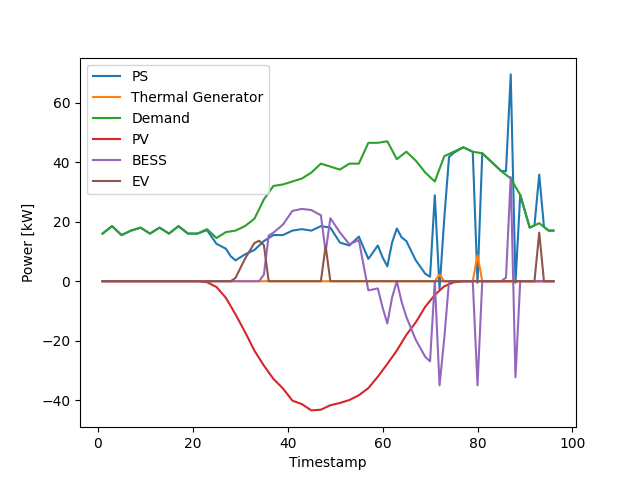 PS
Thermal Generator
Demand
PV
BESS
EV
Power [kW]
60
40
20
0
−20
−40
0 20 40 60 80 100
Timestamp